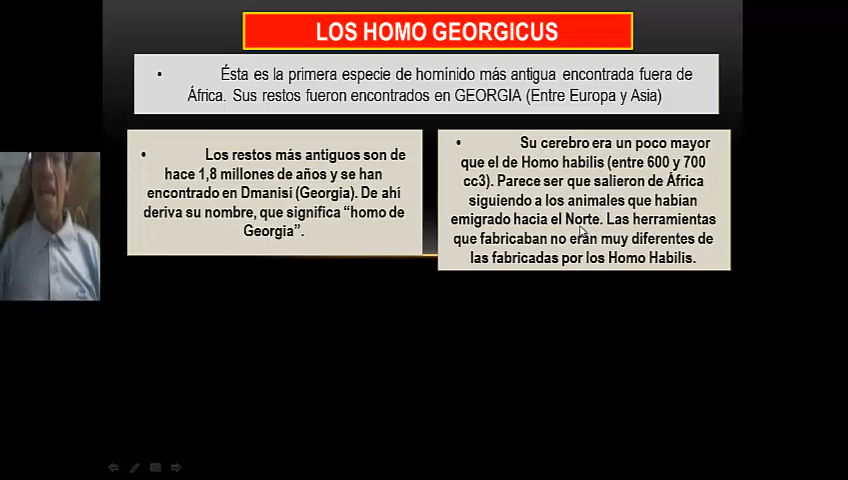 LOS HOMO GEORGICUS
• Ésta es la primera especie de homínido más antigua encontrada fuera de
África. Sus restos fueron encontrados en GEORGIA (Entre Europa y Asia)
• Los restos más antiguos son de
hace 1,8 millones de años y se han
encontrado en Dmanisi (Georgia). De ahí
deriva su nombre, que significa “homo de
Georgia”.
• Su cerebro era un poco mayor
que el de Homo habilis (entre 600 y 700
cc3). Parece ser que salieron de África
siguiendo a los animales que habían
emigrado hacia el Norte. Las herramientas
que fabricaban no eran muy diferentes de
las fabricadas por los Homo Habilis.